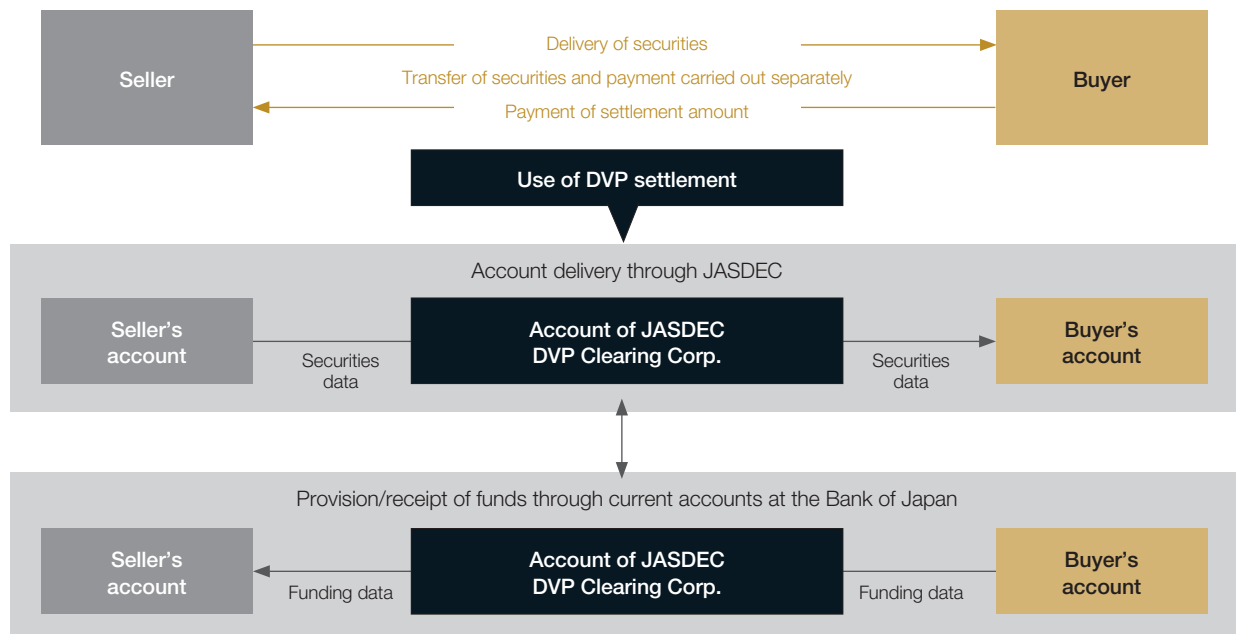 Seller
Delivery of securities
Transfer of securities and payment carried out separately
Payment of settlement amount
Buyer
Use of DVP settlement
Account delivery through JASDEC
Seller's
account
Securities
data
Account of JASDEC
DVP Clearing Corp.
Securities
data
Buyer's
account
Provision/receipt of funds through current accounts at the Bank of Japan
Seller's
account
Funding data
Account of JASDEC
DVP Clearing Corp.
Funding data
Buyer's
account